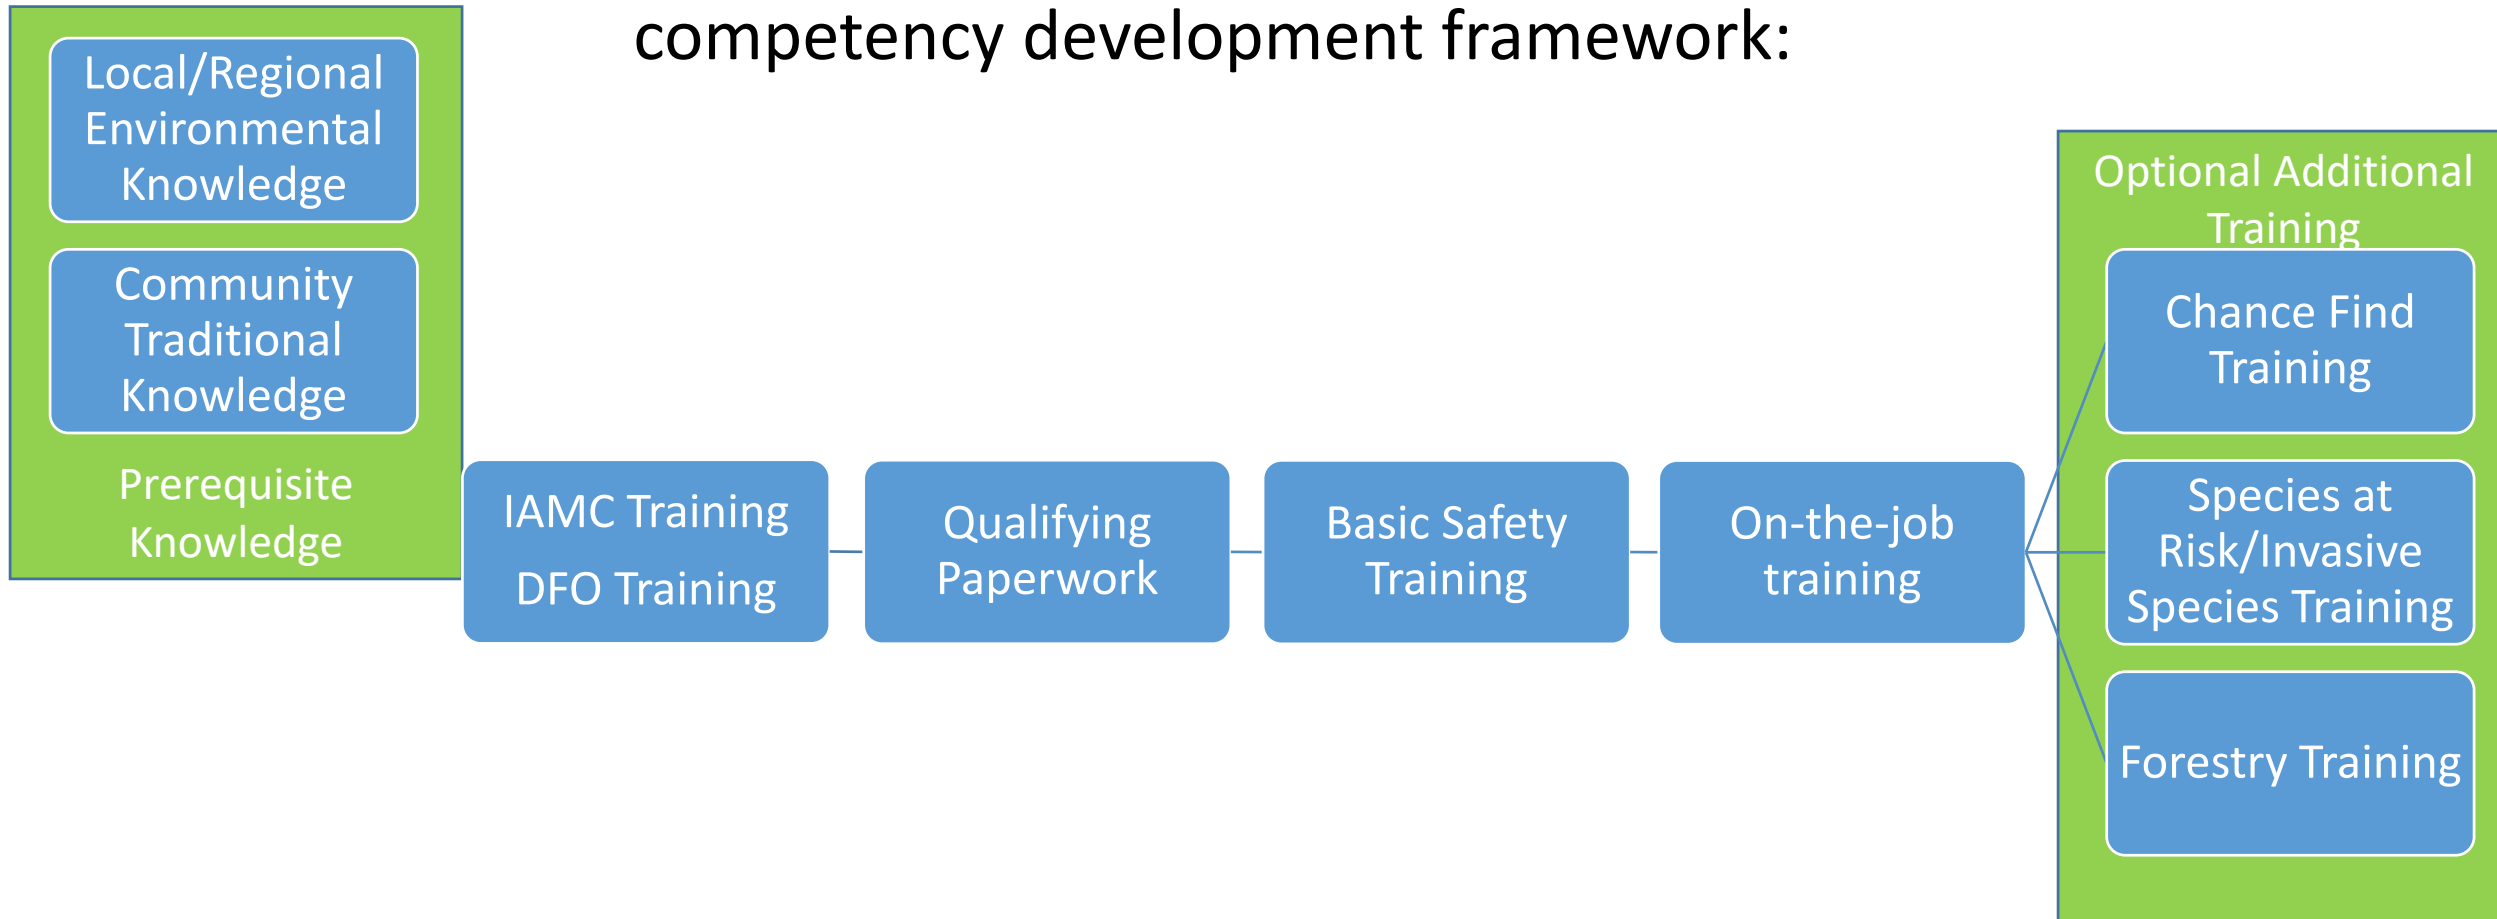 competency development framework:
Local/Regional
Environmental
Knowledge
Community
Traditional
Knowledge
Prerequisite
Knowledge
IAMC Training
DFO Training
Qualifying
Paperwork
Basic Safety
Training
On-the-job
training
Optional Additional
Training
Chance Find
Training
Species at
Risk/Invasive
Species Training
Forestry Training